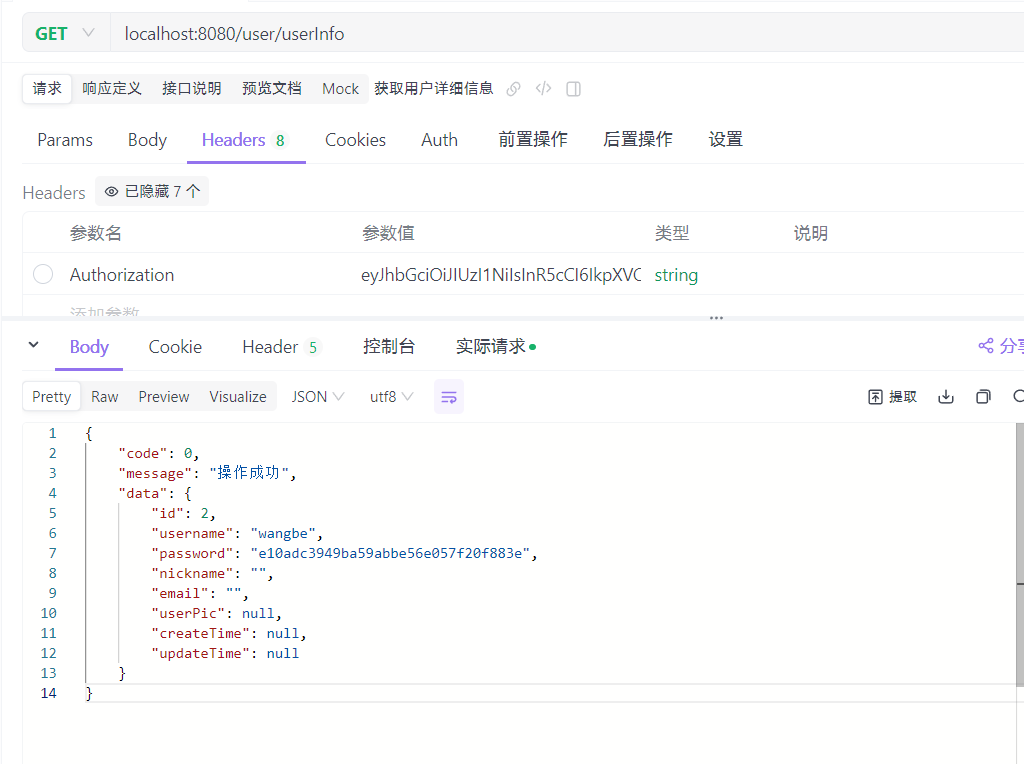 GET localhost:8080/user/userInfo
请求 响应定义 接口说明 预览文档 Mock 获取用户详细信息
Params Body Headers 8 Cookies Auth 前置操作 后置操作 设置
Headers 已隐藏 7 个
参数名 参数值 类型 说明
Authorization eyJhbGciOiJIUzI1NiIsInR5cCI6IkpXVC string
添加参数
Body Cookie Header 5 控制台 实际请求 分享
Pretty Raw Preview Visualize JSON utf8 提取
1 {
2 "code": 0,
3 "message": "操作成功",
4 "data": {
5 "id": 2,
6 "username": "wangbe",
7 "password": "e10adc3949ba59abbe56e057f20f883e",
8 "nickname": "",
9 "email": "",
10 "userPic": null,
11 "createTime": null,
12 "updateTime": null
13 }
14 }